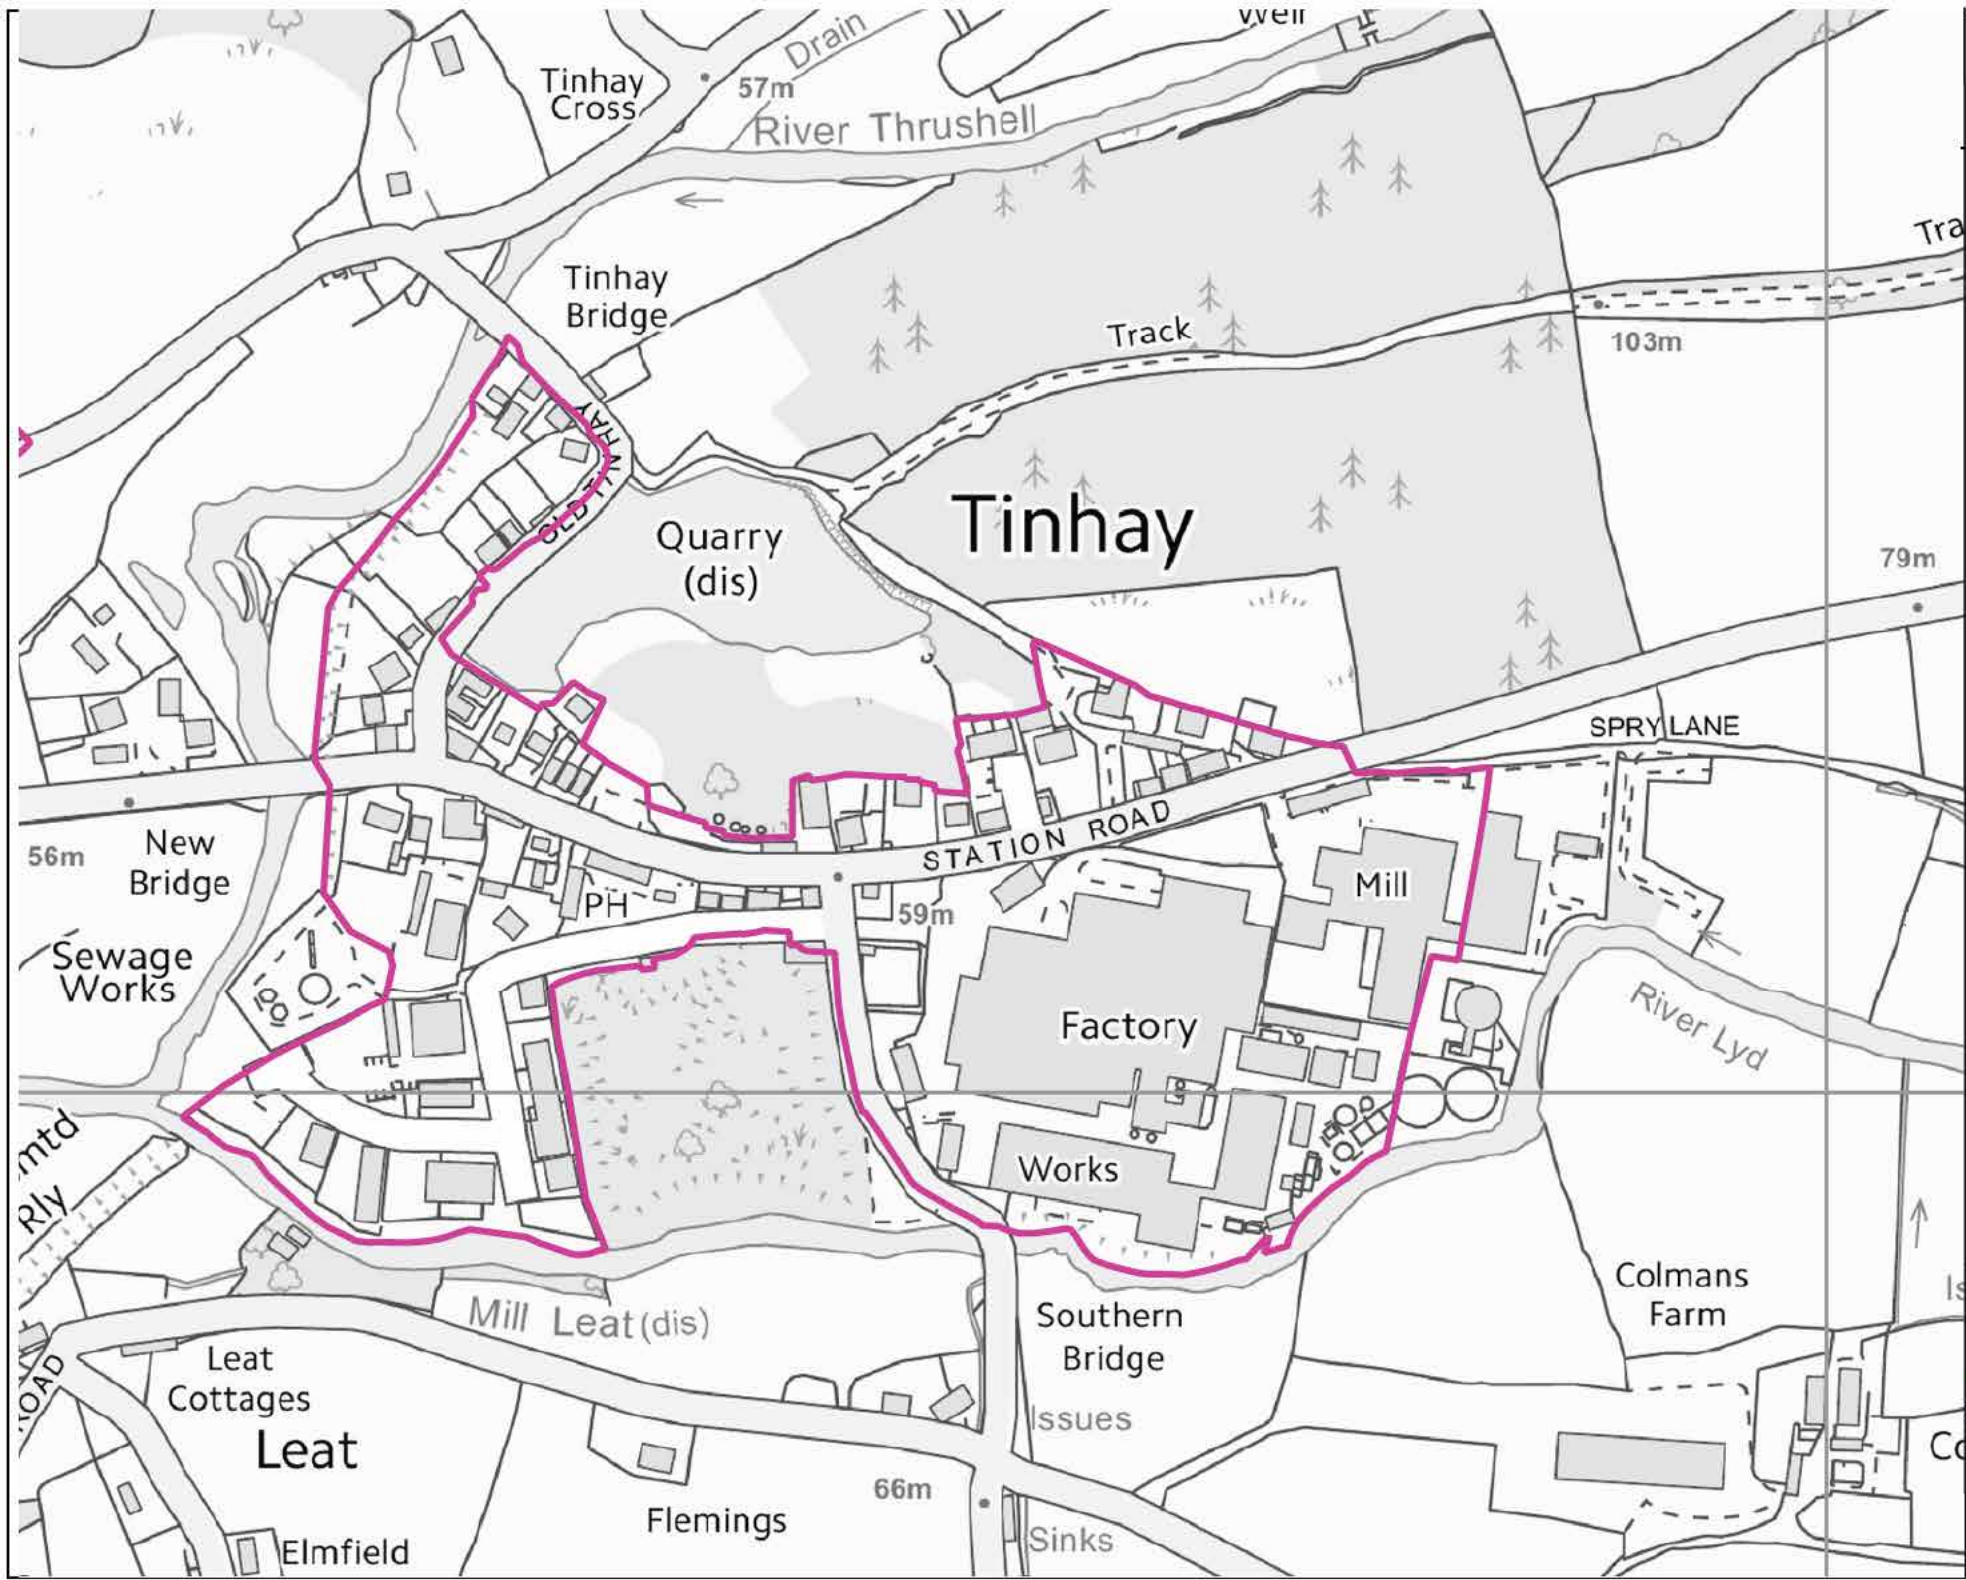 Weir
Drain
Tinhay
Cross
57m
River Thrushell
Tinhay
Bridge
Track
103m
OLD TINHAY
Tinhay
Quarry
(dis)
79m
SPRY LANE
STATION ROAD
New
Bridge
56m
PH
59m
Mill
Sewage
Works
Factory
River Lyd
Works
Rly
Mill Leat (dis)
Southern
Bridge
Colmans
Farm
Leat
Cottages
ROAD
Leat
Issues
66m
Flemings
Elmfield
Sinks